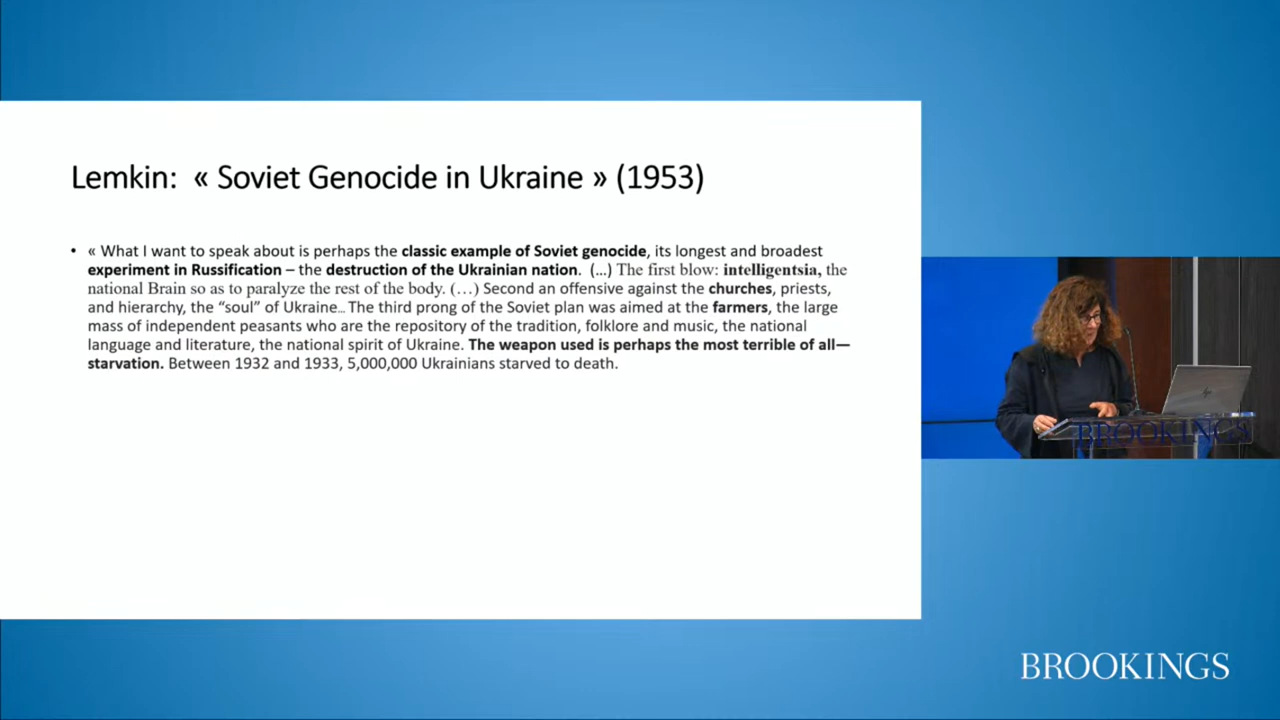 Lemkin: « Soviet Genocide in Ukraine » (1953)
• « What I want to speak about is perhaps the classic example of Soviet genocide, its longest and broadest
experiment in Russification – the destruction of the Ukrainian nation. (...) The first blow: intelligentsia, the
national Brain so as to paralyze the rest of the body. (…) Second an offensive against the churches, priests,
and hierarchy, the “soul” of Ukraine… The third prong of the Soviet plan was aimed at the farmers, the large
mass of independent peasants who are the repository of the tradition, folklore and music, the national
language and literature, the national spirit of Ukraine. The weapon used is perhaps the most terrible of all—
starvation. Between 1932 and 1933, 5,000,000 Ukrainians starved to death.
BROOKINGS
BROOKINGS